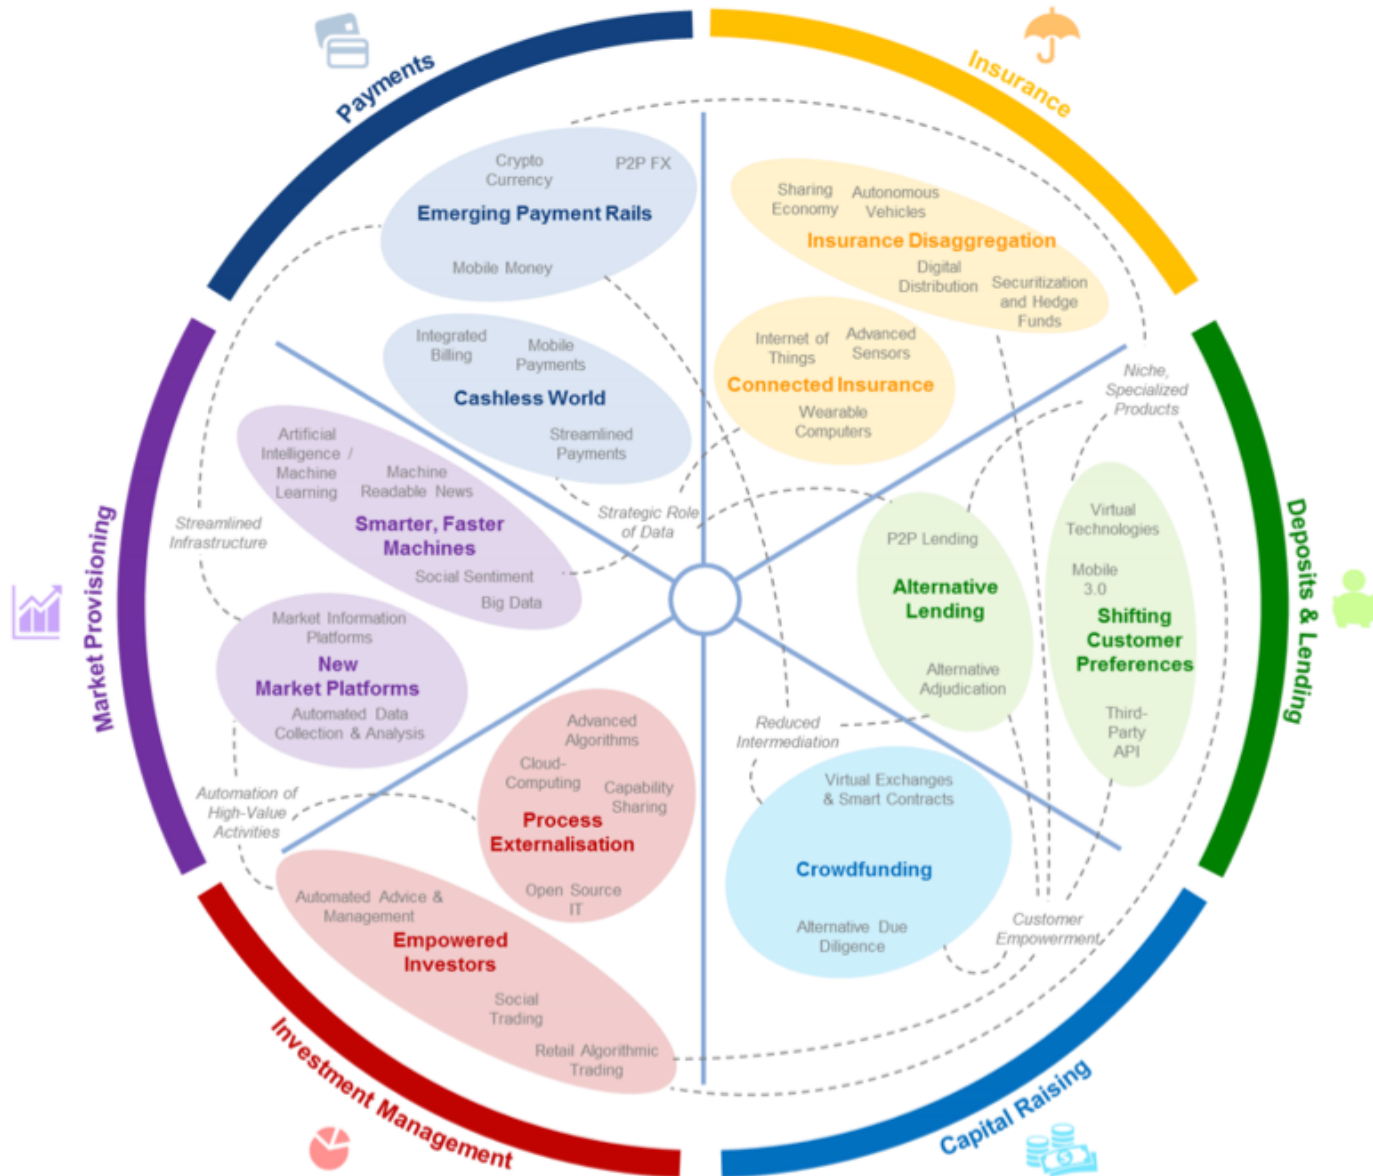 Payments
Crypto
Currency
P2P FX
Emerging Payment Rails
Mobile Money
Integrated
Billing
Mobile
Payments
Cashless World
Streamlined
Payments
Insurance
Sharing
Economy
Autonomous
Vehicles
Insurance Disaggregation
Digital
Distribution
Securitization
and Hedge
Funds
Internet of
Things
Advanced
Sensors
Connected Insurance
Wearable
Computers
Niche,
Specialized
Products
Deposits & Lending
P2P Lending
Alternative
Lending
Alternative
Adjudication
Virtual
Technologies
Mobile
3.0
Shifting
Customer
Preferences
Third-
Party
API
Strategic Role
of Data
Market Provisioning
Artificial
Intelligence /
Machine
Learning
Machine
Readable News
Smarter, Faster
Machines
Social Sentiment
Big Data
Streamlined
Infrastructure
Market Information
Platforms
New
Market Platforms
Automated Data
Collection & Analysis
Automation of
High-Value
Activities
Investment Management
Advanced
Algorithms
Cloud-
Computing
Capability
Sharing
Process
Externalisation
Open Source
IT
Automated Advice &
Management
Empowered
Investors
Social
Trading
Retail Algorithmic
Trading
Reduced
Intermediation
Capital Raising
Virtual Exchanges
& Smart Contracts
Crowdfunding
Alternative Due
Diligence
Customer
Empowerment